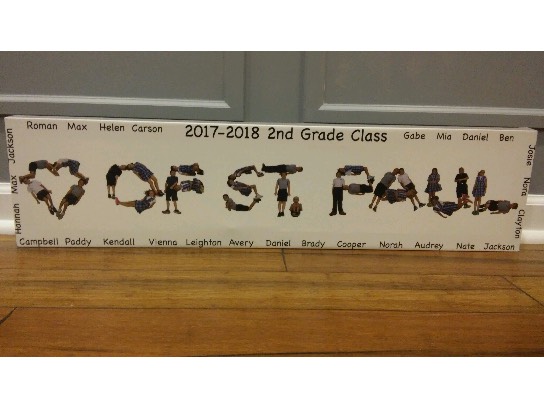 Roman Max Helen Carson 2017-2018 2nd Grade Class Gabe Mia Daniel Ben
Hannah Max Jackson
♡ OF ST. PAUL
Josie Nora Clayton
Campbell Paddy Kendall Vienna Leighton Avery Daniel Brady Cooper Norah Audrey Nate Jackson